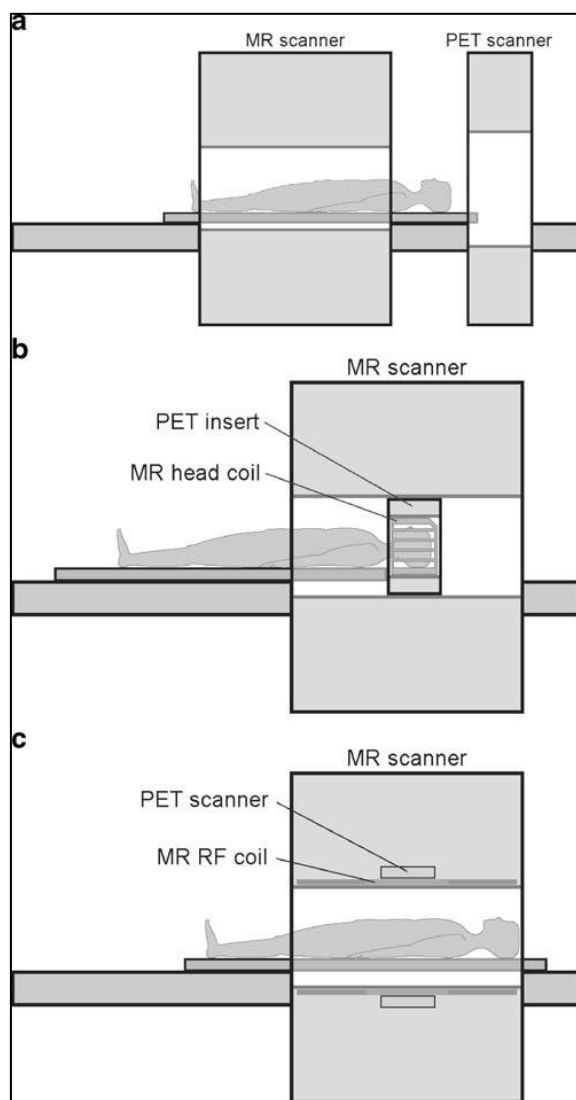 a
MR scanner PET scanner
b
MR scanner
PET insert
MR head coil
c
MR scanner
PET scanner
MR RF coil